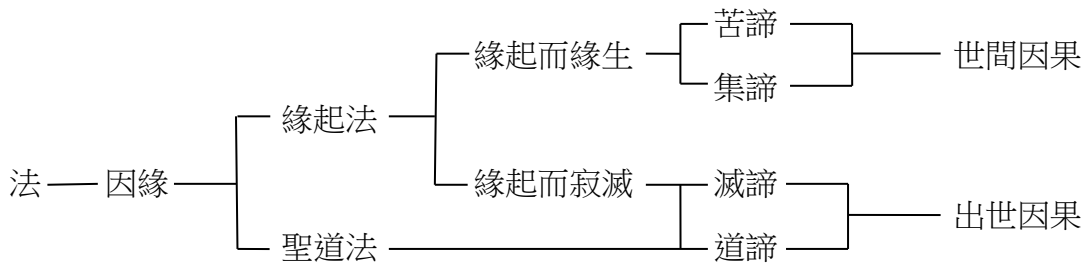 苦諦
緣起而緣生
世間因果
集諦
緣起法
法
因緣
緣起而寂滅
滅諦
出世因果
聖道法
道諦